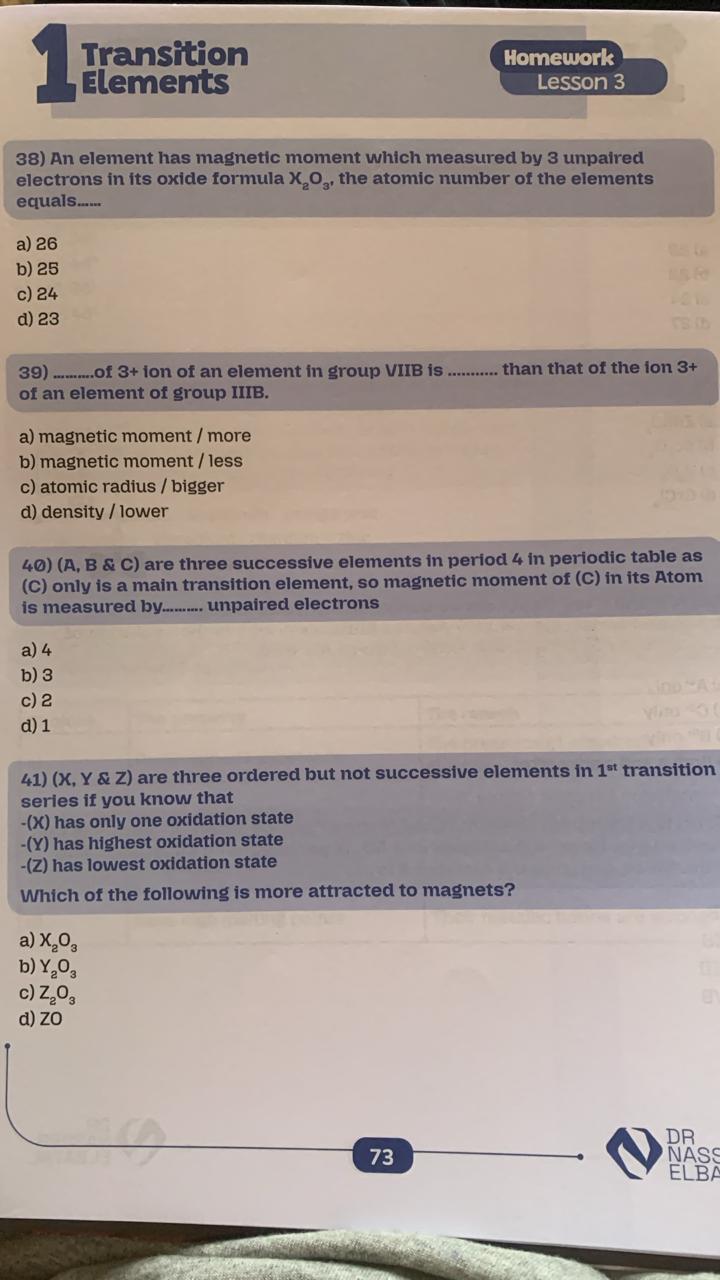 1 Transition
Elements
Homework
Lesson 3
38) An element has magnetic moment which measured by 3 unpaired
electrons in its oxide formula X₂O₃, the atomic number of the elements
equals......
a) 26
b) 25
c) 24
d) 23
39) ..........of 3+ ion of an element in group VIIB is ........... than that of the ion 3+
of an element of group IIIB.
a) magnetic moment / more
b) magnetic moment / less
c) atomic radius / bigger
d) density / lower
40) (A, B & C) are three successive elements in period 4 in periodic table as
(C) only is a main transition element, so magnetic moment of (C) in its Atom
is measured by.......... unpaired electrons
a) 4
b) 3
c) 2
d) 1
41) (X, Y & Z) are three ordered but not successive elements in 1ˢᵗ transition
series if you know that
-(X) has only one oxidation state
-(Y) has highest oxidation state
-(Z) has lowest oxidation state
Which of the following is more attracted to magnets?
a) X₂O₃
b) Y₂O₃
c) Z₂O₃
d) ZO
73
DR
NASS
ELBA